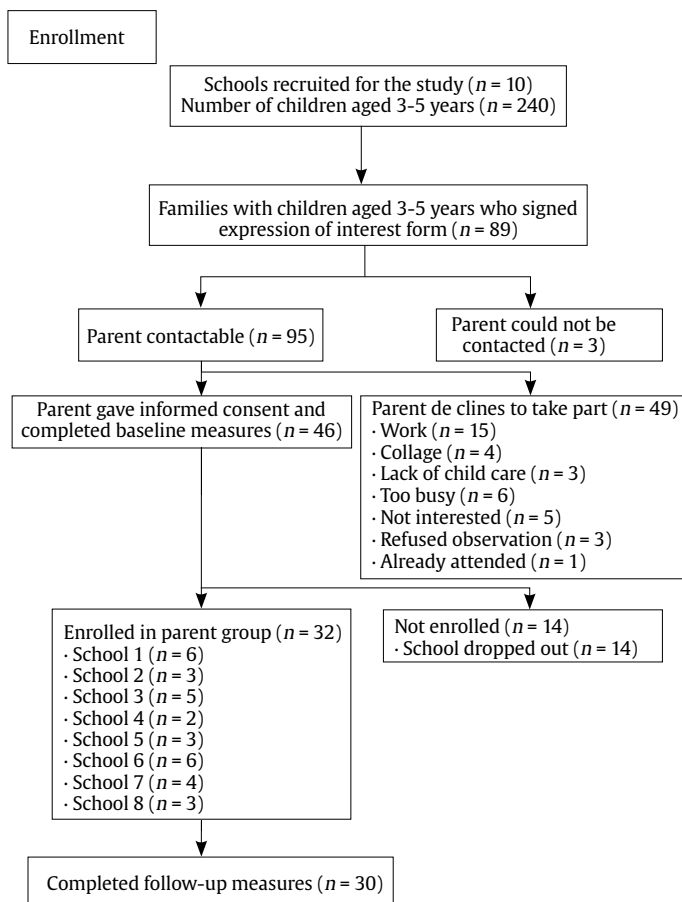 Enrollment
Schools recruited for the study (n = 10)
Number of children aged 3-5 years (n = 240)
Families with children aged 3-5 years who signed
expression of interest form (n = 89)
Parent contactable (n = 95)
Parent could not be
contacted (n = 3)
Parent gave informed consent and
completed baseline measures (n = 46)
Parent de clines to take part (n = 49)
· Work (n = 15)
· Collage (n = 4)
· Lack of child care (n = 3)
· Too busy (n = 6)
· Not interested (n = 5)
· Refused observation (n = 3)
· Already attended (n = 1)
Enrolled in parent group (n = 32)
· School 1 (n = 6)
· School 2 (n = 3)
· School 3 (n = 5)
· School 4 (n = 2)
· School 5 (n = 3)
· School 6 (n = 6)
· School 7 (n = 4)
· School 8 (n = 3)
Not enrolled (n = 14)
· School dropped out (n = 14)
Completed follow-up measures (n = 30)